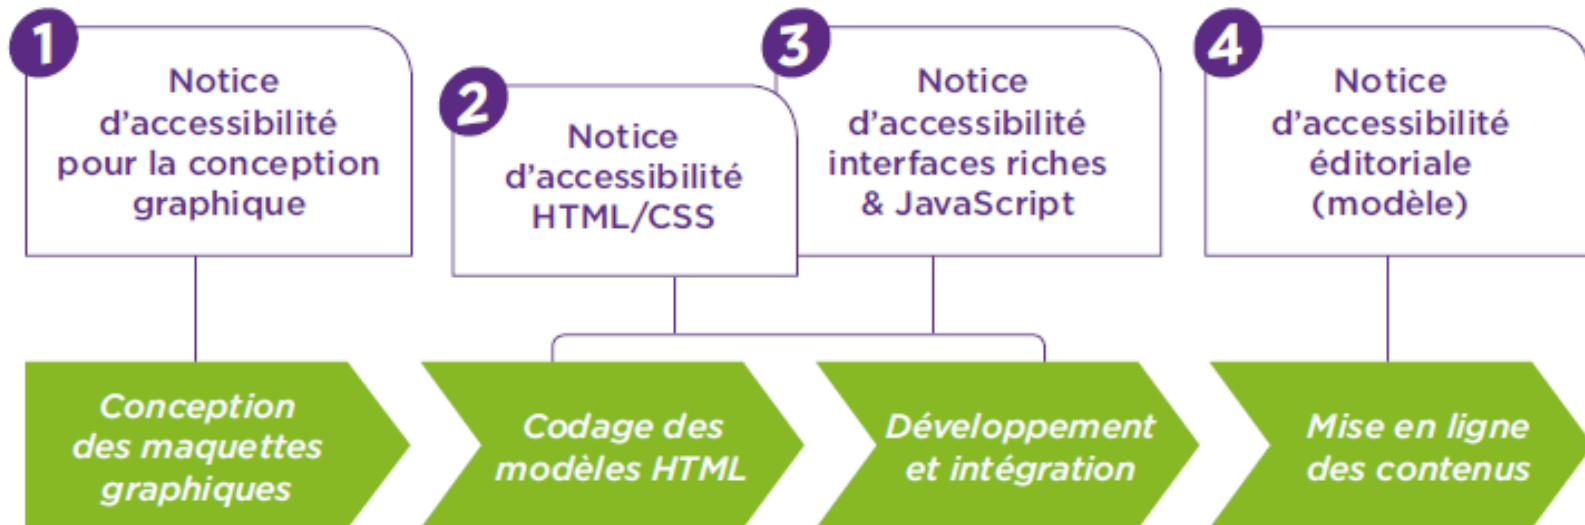 1
Notice
d'accessibilité
pour la conception
graphique
2
Notice
d'accessibilité
HTML/CSS
3
Notice
d'accessibilité
interfaces riches
& JavaScript
4
Notice
d'accessibilité
éditoriale
(modèle)
Conception
des maquettes
graphiques
Codage des
modèles HTML
Développement
et intégration
Mise en ligne
des contenus